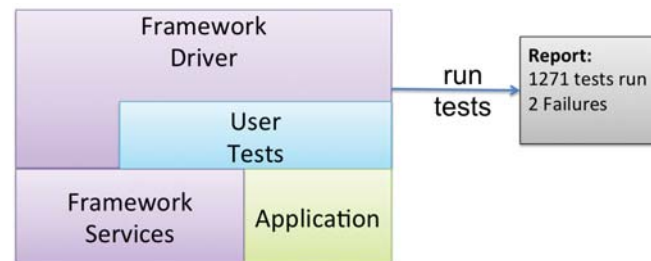 Framework
Driver
User
Tests
Framework
Services
Application
run
tests
Report:
1271 tests run
2 Failures